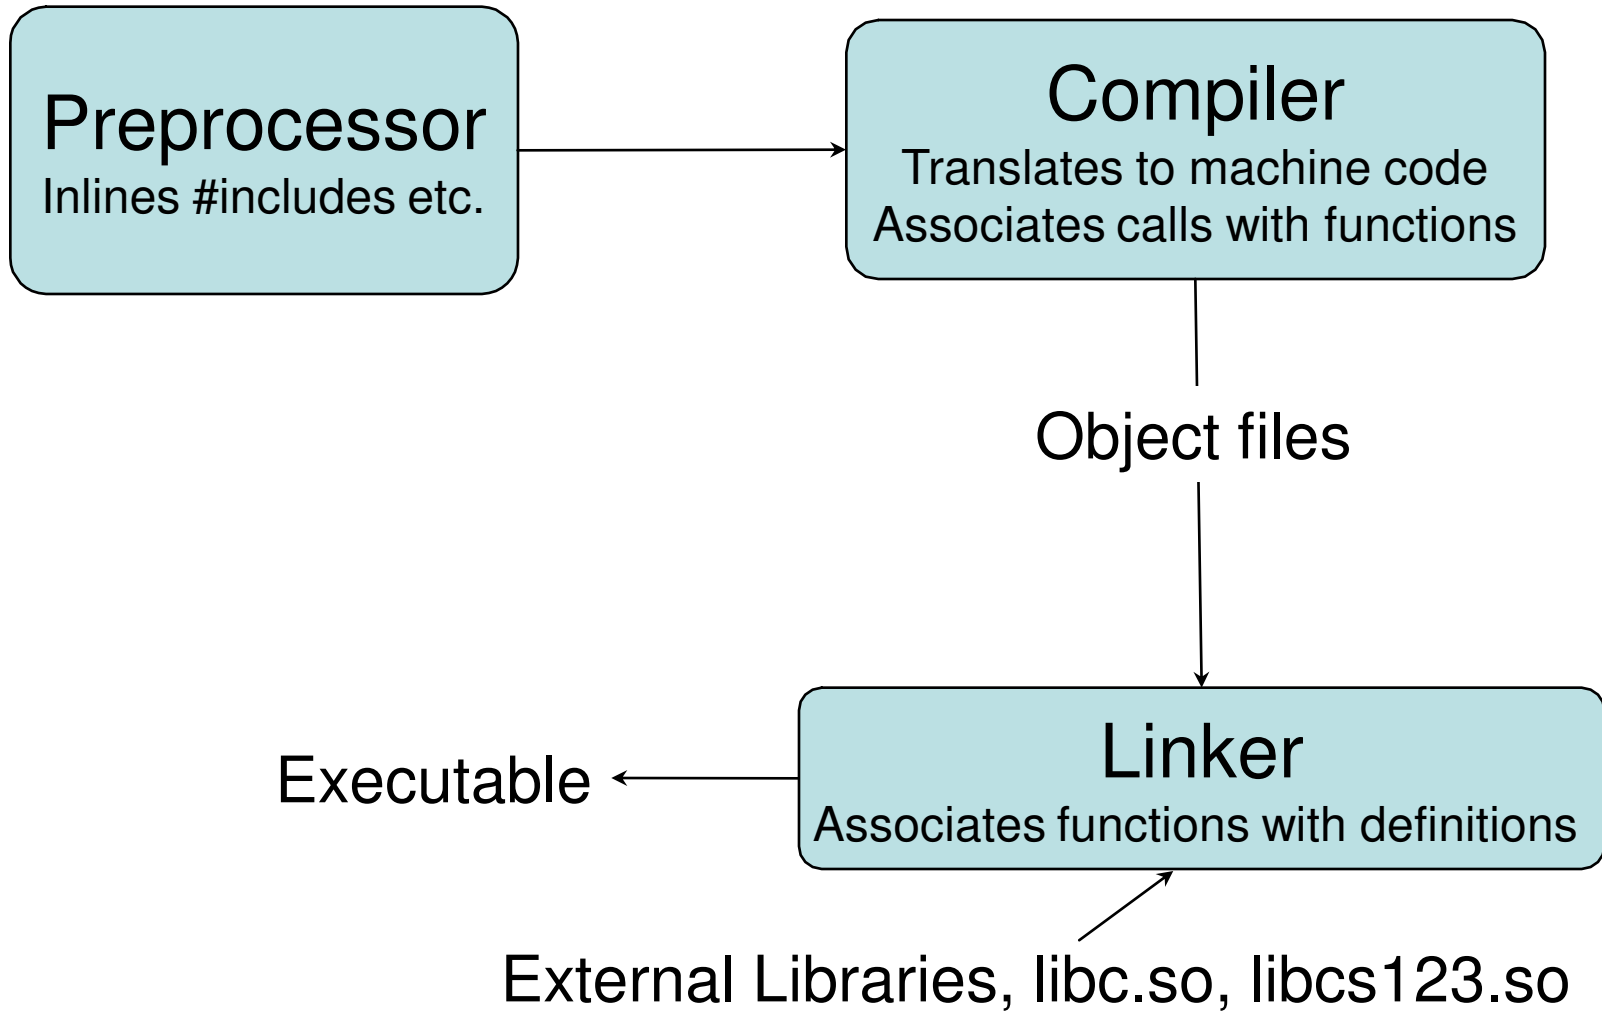 Preprocessor
Inlines #includes etc.
Compiler
Translates to machine code
Associates calls with functions
Object files
Linker
Associates functions with definitions
Executable
External Libraries, libc.so, libcs123.so